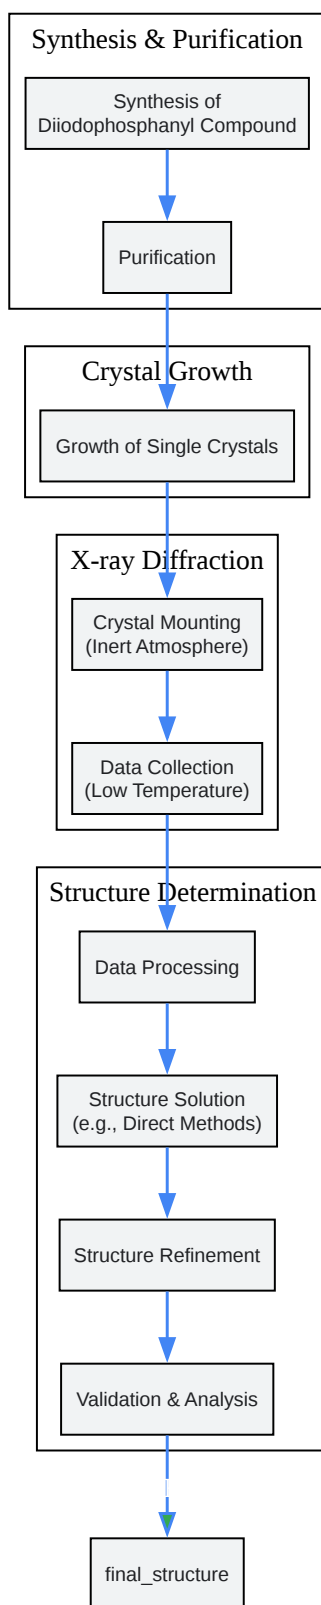 Synthesis & Purification
Synthesis of
Diiodophosphanyl Compound
Purification
Crystal Growth
Growth of Single Crystals
X-ray Diffraction
Crystal Mounting
(Inert Atmosphere)
Data Collection
(Low Temperature)
Structure Determination
Data Processing
Structure Solution
(e.g., Direct Methods)
Structure Refinement
Validation & Analysis
final_structure